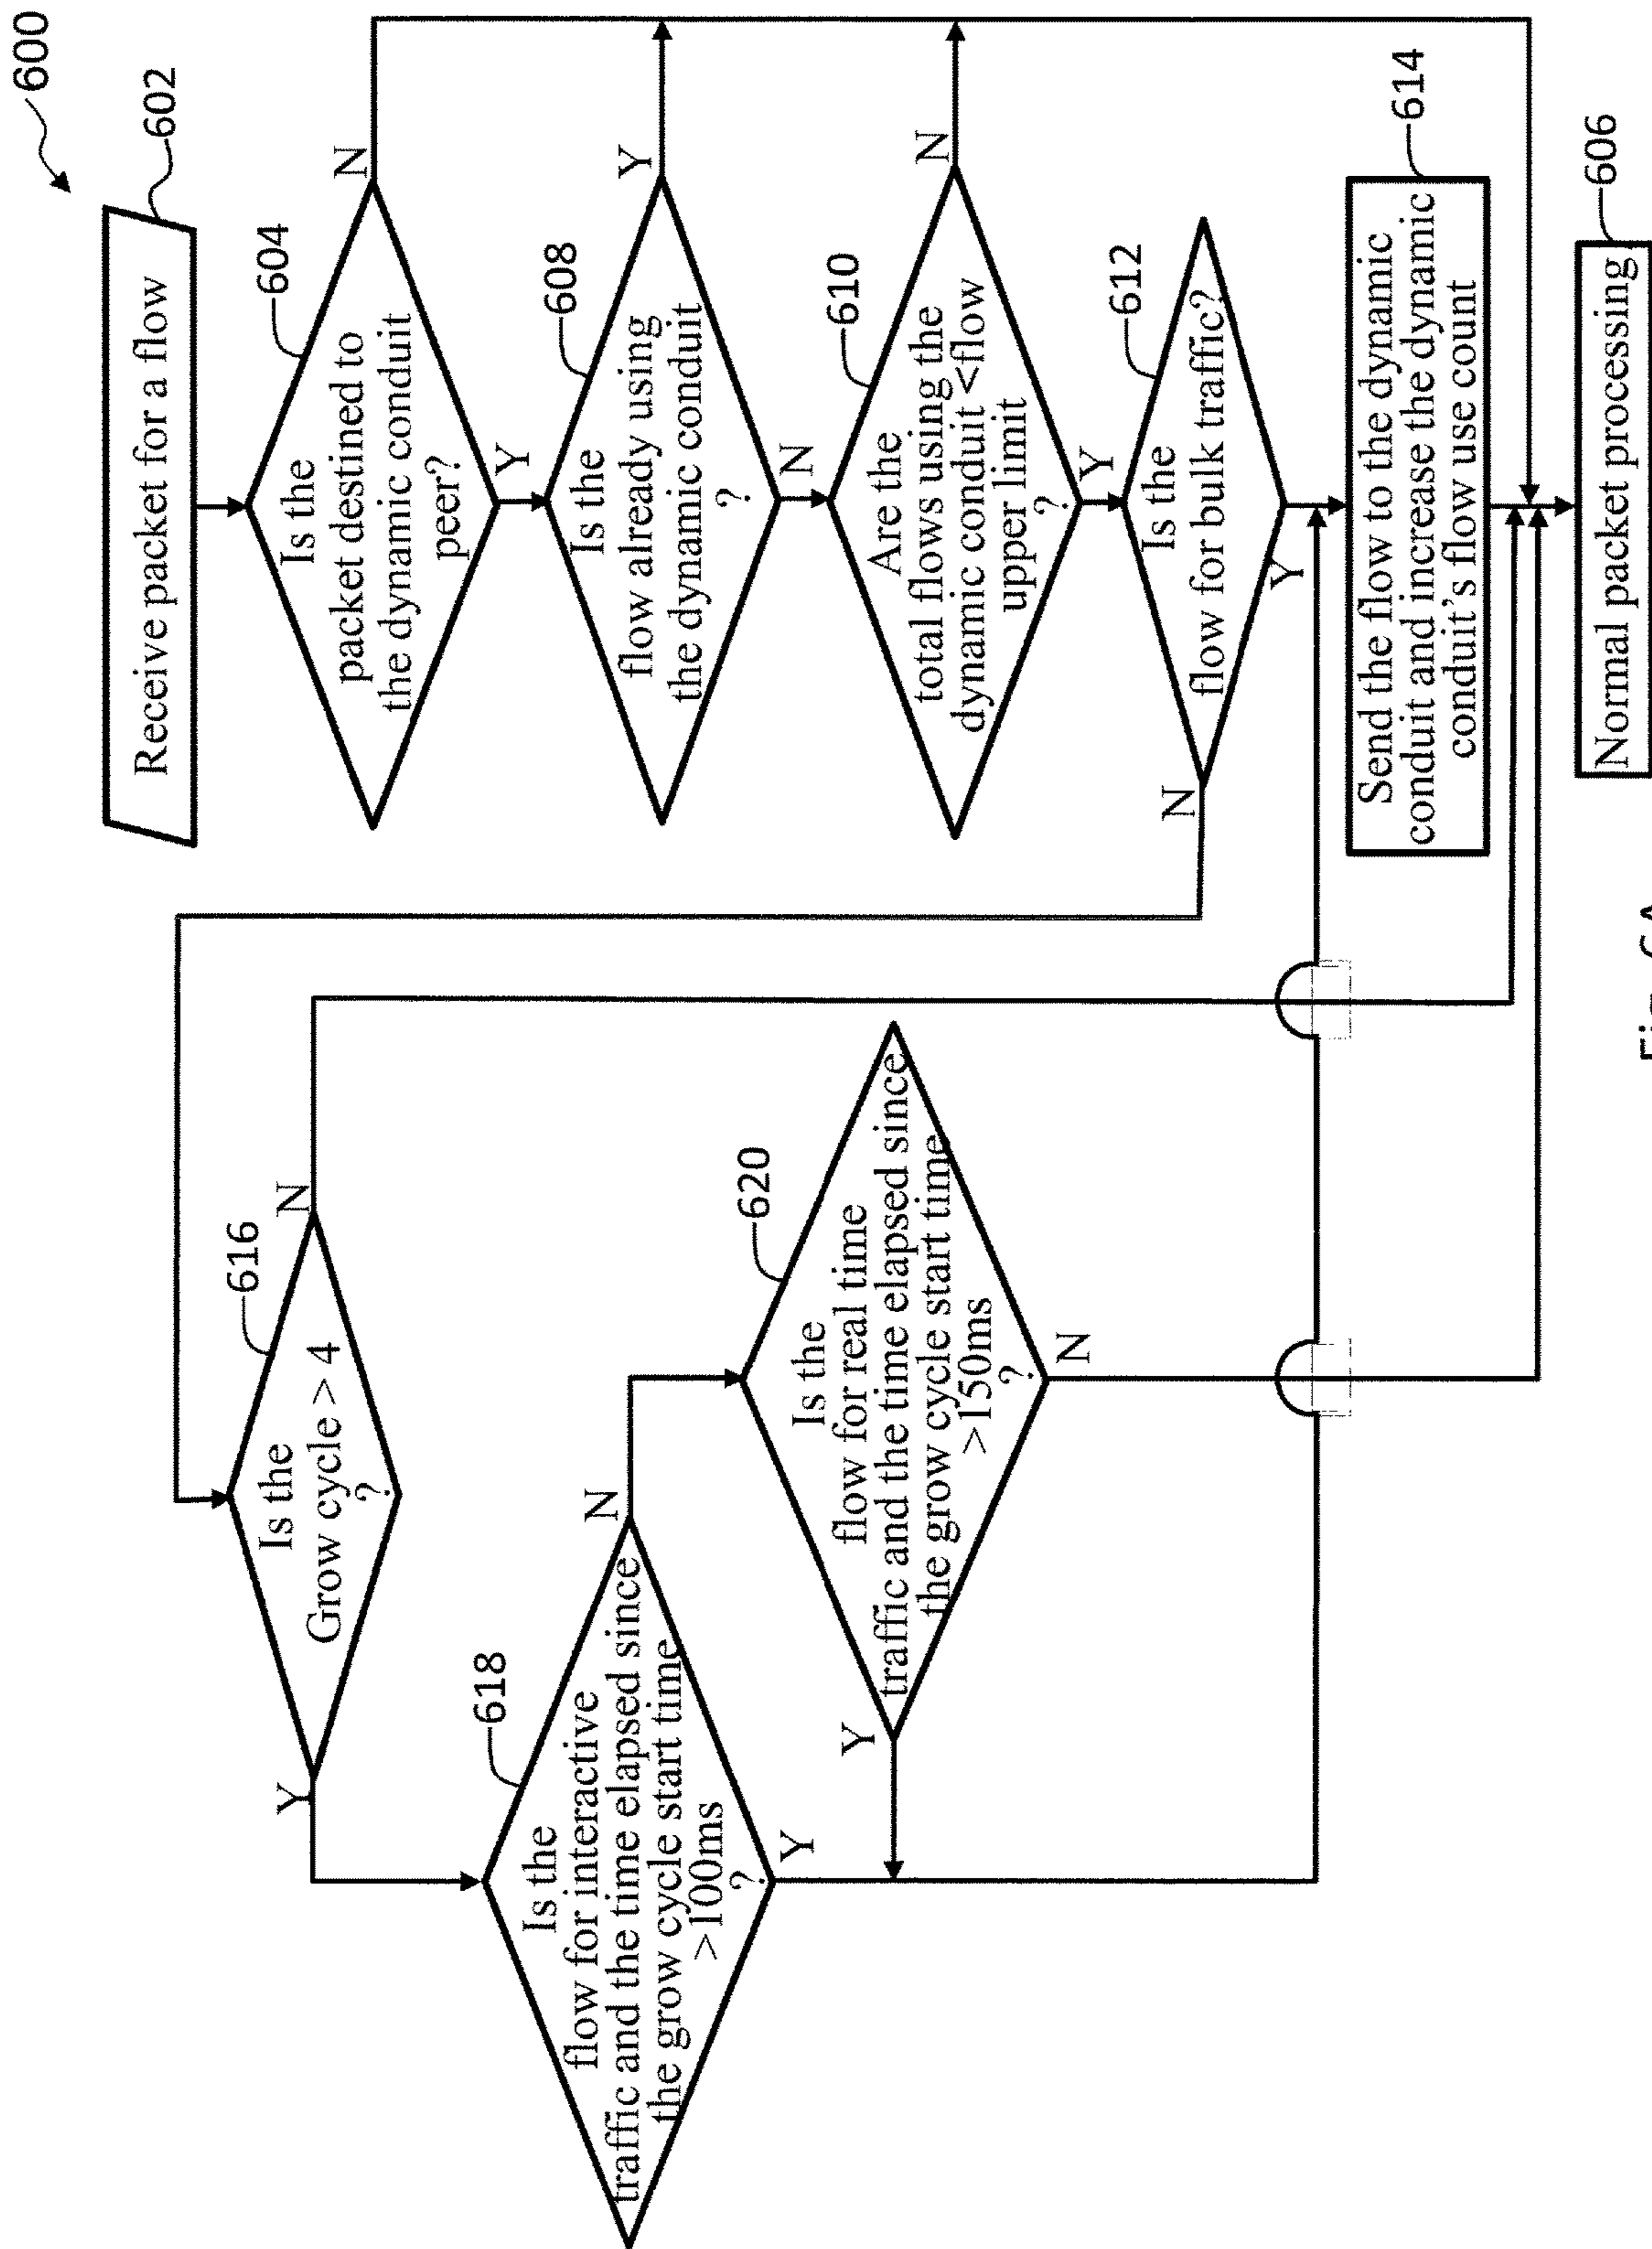 600
Receive packet for a flow
602
Is the
packet destined to
the dynamic conduit
peer?
604
N
Y
Is the
flow already using
the dynamic conduit
?
608
Y
N
Are the
total flows using the
dynamic conduit <flow
upper limit
?
610
N
Y
Is the
flow for bulk traffic?
612
N
Y
Send the flow to the dynamic
conduit and increase the dynamic
conduit's flow use count
614
Normal packet processing
606
Is the
Grow cycle > 4
?
616
N
Y
Is the
flow for interactive
traffic and the time elapsed since
the grow cycle start time
>100ms
?
618
N
Y
Is the
flow for real time
traffic and the time elapsed since
the grow cycle start time
>150ms
?
620
Y
N